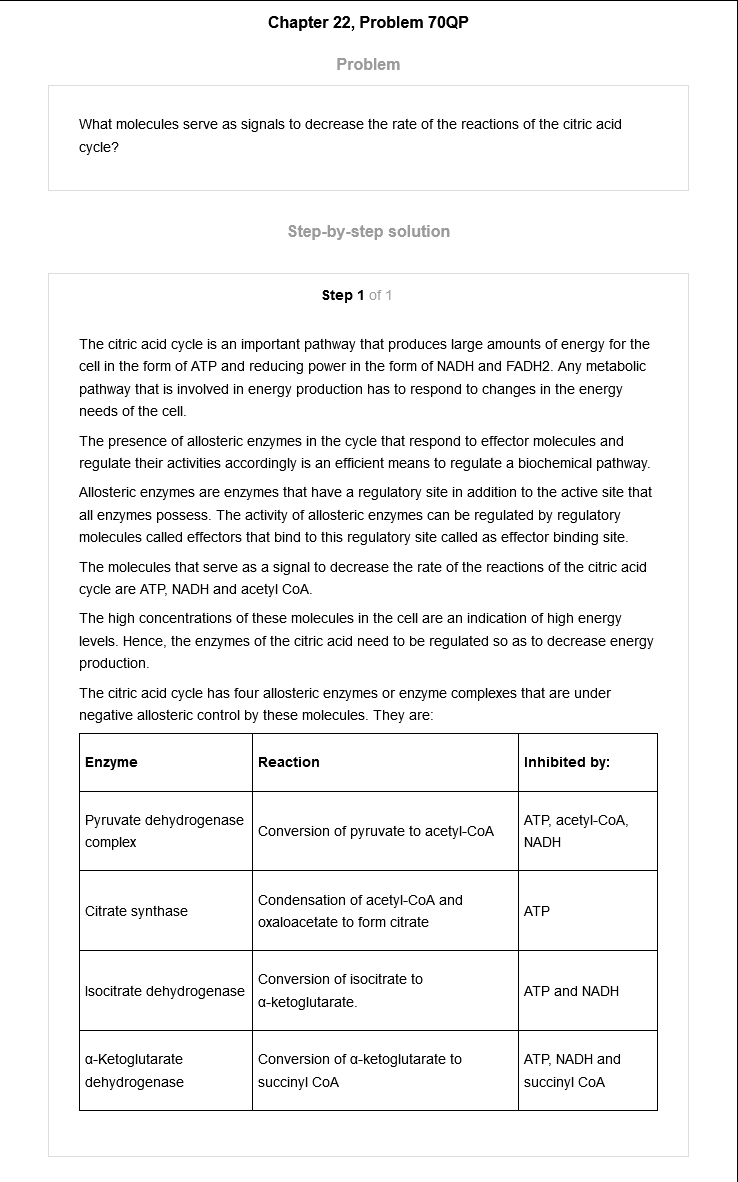 Chapter 22, Problem 70QP
Problem
What molecules serve as signals to decrease the rate of the reactions of the citric acid
cycle?
Step-by-step solution
Step 1 of 1
The citric acid cycle is an important pathway that produces large amounts of energy for the
cell in the form of ATP and reducing power in the form of NADH and FADH2. Any metabolic
pathway that is involved in energy production has to respond to changes in the energy
needs of the cell.
The presence of allosteric enzymes in the cycle that respond to effector molecules and
regulate their activities accordingly is an efficient means to regulate a biochemical pathway.
Allosteric enzymes are enzymes that have a regulatory site in addition to the active site that
all enzymes possess. The activity of allosteric enzymes can be regulated by regulatory
molecules called effectors that bind to this regulatory site called as effector binding site.
The molecules that serve as a signal to decrease the rate of the reactions of the citric acid
cycle are ATP, NADH and acetyl CoA.
The high concentrations of these molecules in the cell are an indication of high energy
levels. Hence, the enzymes of the citric acid need to be regulated so as to decrease energy
production.
The citric acid cycle has four allosteric enzymes or enzyme complexes that are under
negative allosteric control by these molecules. They are:
Enzyme
Reaction
Inhibited by:
Pyruvate dehydrogenase
complex
Conversion of pyruvate to acetyl-CoA
ATP, acetyl-CoA,
NADH
Citrate synthase
Condensation of acetyl-CoA and
oxaloacetate to form citrate
ATP
Isocitrate dehydrogenase
Conversion of isocitrate to
α-ketoglutarate.
ATP and NADH
α-Ketoglutarate
dehydrogenase
Conversion of α-ketoglutarate to
succinyl CoA
ATP, NADH and
succinyl CoA